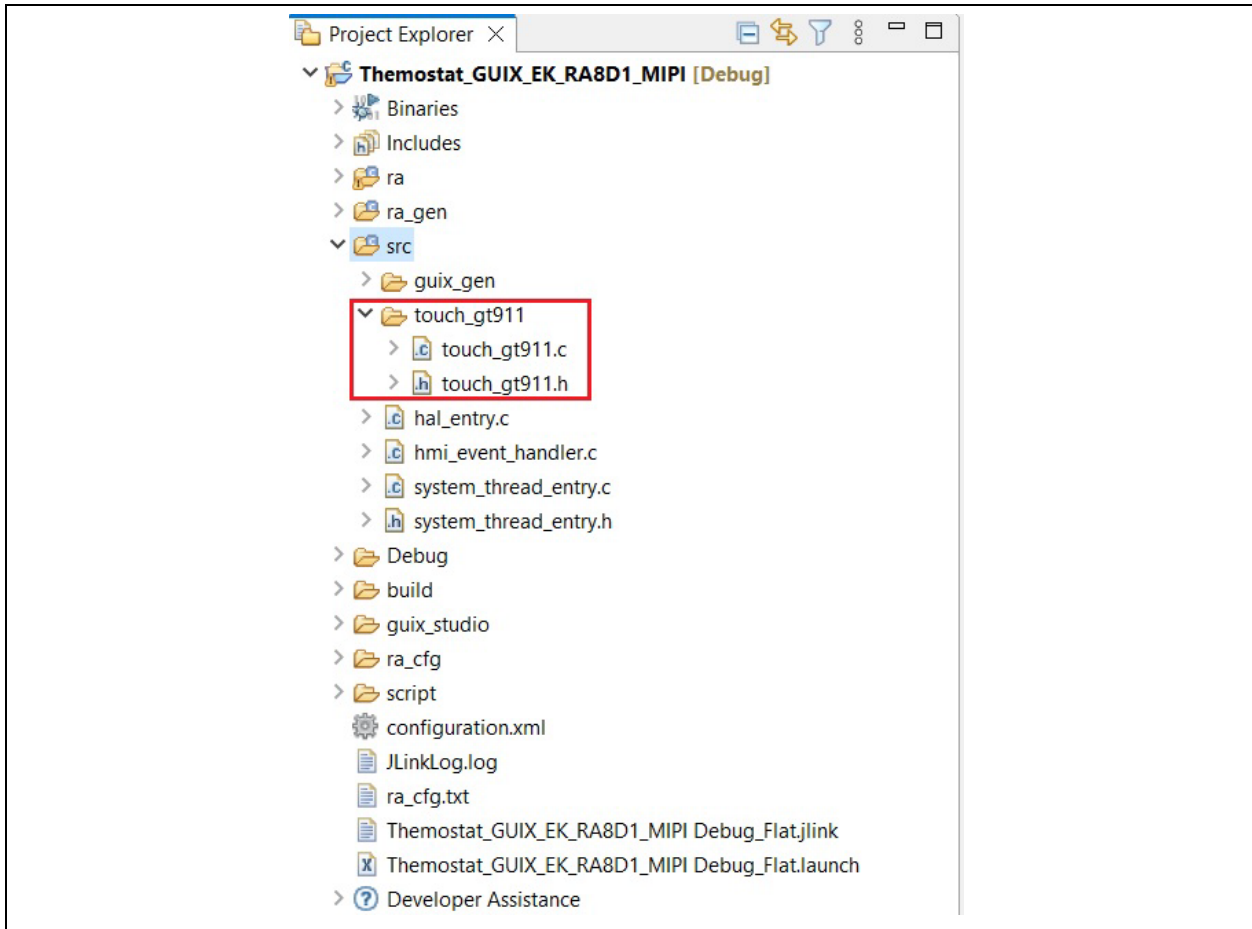 Project Explorer
Themostat_GUIX_EK_RA8D1_MIPI [Debug]
Binaries
Includes
ra
ra_gen
src
guix_gen
touch_gt911
.c touch_gt911.c
.h touch_gt911.h
.c hal_entry.c
.c hmi_event_handler.c
.c system_thread_entry.c
.h system_thread_entry.h
Debug
build
guix_studio
ra_cfg
script
configuration.xml
JLinkLog.log
ra_cfg.txt
Themostat_GUIX_EK_RA8D1_MIPI Debug_Flat.jlink
X Themostat_GUIX_EK_RA8D1_MIPI Debug_Flat.launch
? Developer Assistance